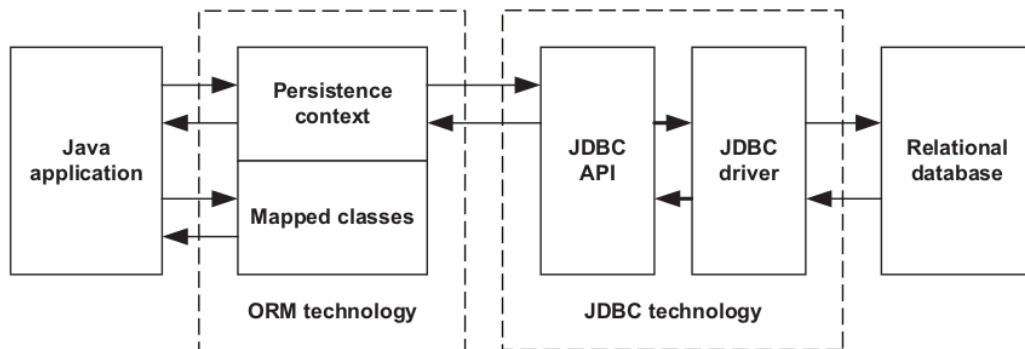 Java
application
Persistence
context
Mapped classes
ORM technology
JDBC
API
JDBC
driver
JDBC technology
Relational
database